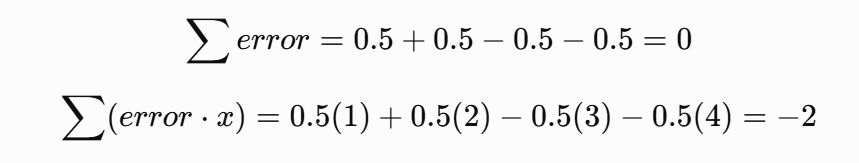 ∑ error = 0.5 + 0.5 − 0.5 − 0.5 = 0
∑(error · x) = 0.5(1) + 0.5(2) − 0.5(3) − 0.5(4) = −2